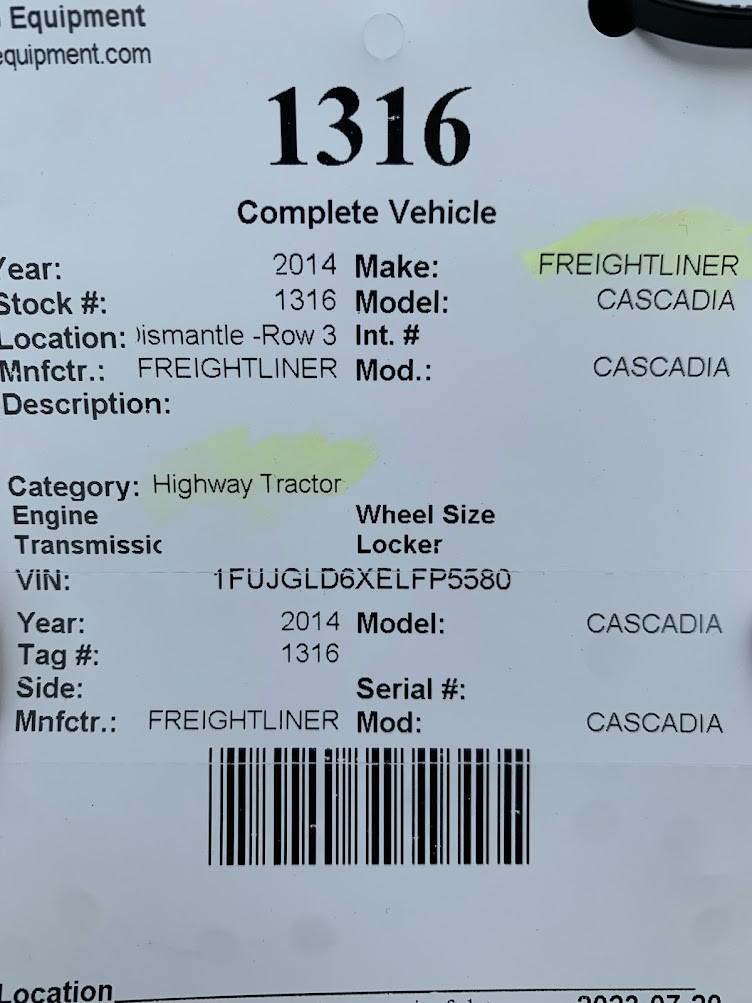 Equipment
equipment.com
1316
Complete Vehicle
Year: 2014 Make: FREIGHTLINER
Stock #: 1316 Model: CASCADIA
Location: Dismantle -Row 3 Int. #
Mnfctr.: FREIGHTLINER Mod.: CASCADIA
Description:
Category: Highway Tractor
Engine Wheel Size
Transmissic Locker
VIN: 1FUJGLD6XELFP5580
Year: 2014 Model: CASCADIA
Tag #: 1316
Side: Serial #:
Mnfctr.: FREIGHTLINER Mod: CASCADIA
Location